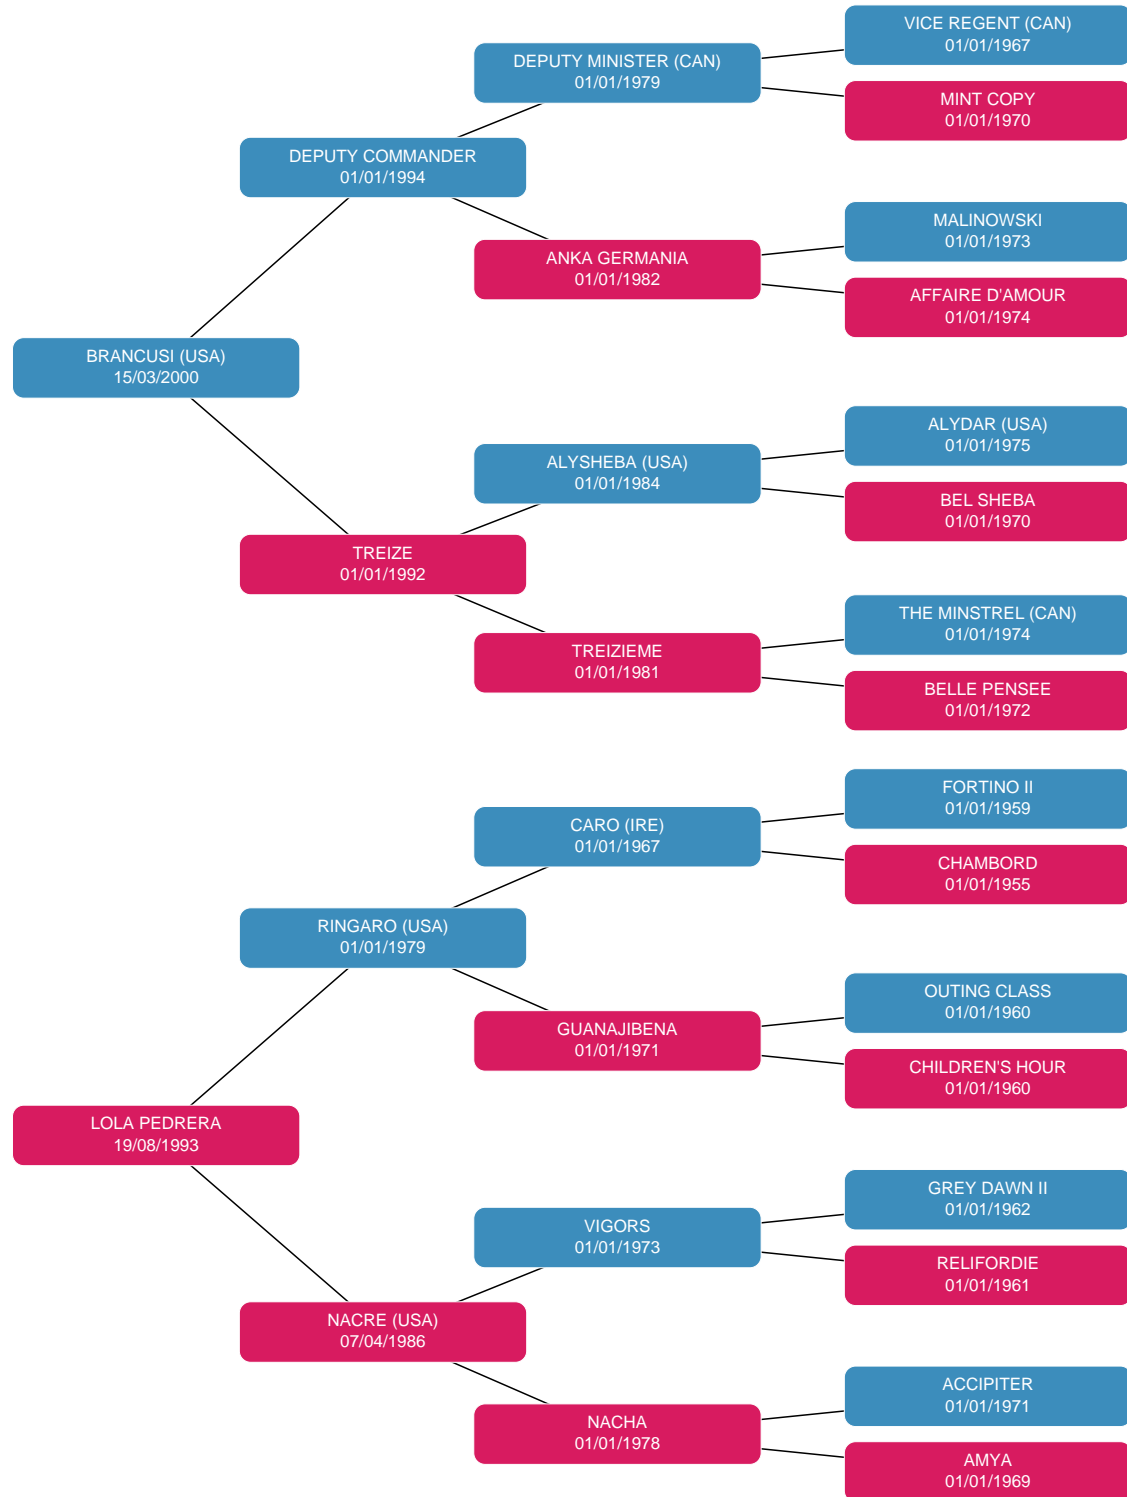 VICE REGENT (CAN)
01/01/1967
DEPUTY MINISTER (CAN)
01/01/1979
MINT COPY
01/01/1970
DEPUTY COMMANDER
01/01/1994
MALINOWSKI
01/01/1973
ANKA GERMANIA
01/01/1982
AFFAIRE D'AMOUR
01/01/1974
BRANCUSI (USA)
15/03/2000
ALYDAR (USA)
01/01/1975
ALYSHEBA (USA)
01/01/1984
BEL SHEBA
01/01/1970
TREIZE
01/01/1992
THE MINSTREL (CAN)
01/01/1974
TREIZIEME
01/01/1981
BELLE PENSEE
01/01/1972
FORTINO II
01/01/1959
CARO (IRE)
01/01/1967
CHAMBORD
01/01/1955
RINGARO (USA)
01/01/1979
OUTING CLASS
01/01/1960
GUANAJIBENA
01/01/1971
CHILDREN'S HOUR
01/01/1960
LOLA PEDRERA
19/08/1993
GREY DAWN II
01/01/1962
VIGORS
01/01/1973
RELIFORDIE
01/01/1961
NACRE (USA)
07/04/1986
ACCIPITER
01/01/1971
NACHA
01/01/1978
AMYA
01/01/1969